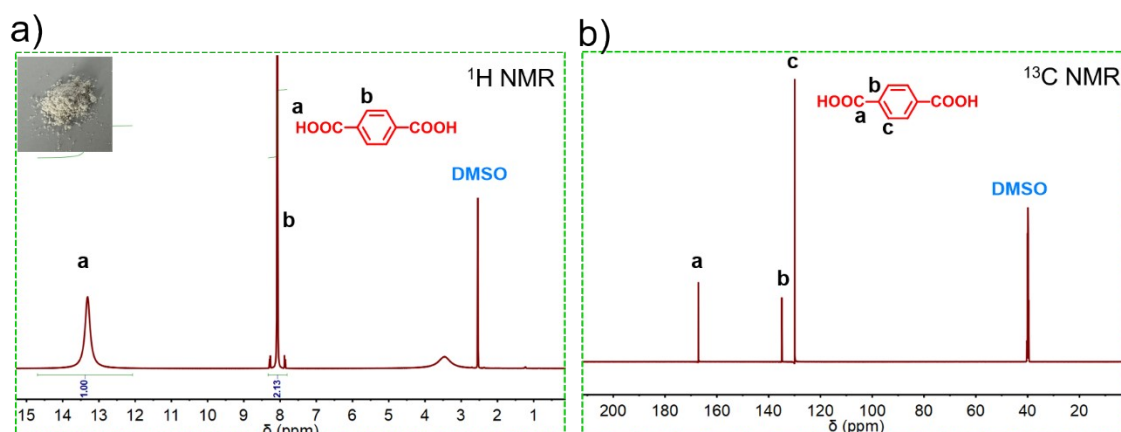 a)
¹H NMR
a
b
HOOC
COOH
DMSO
b
a
1.00
2.13
15 14 13 12 11 10 9 8 7 6 5 4 3 2 1 0
δ (ppm)
b)
c
¹³C NMR
b
HOOC
COOH
a
c
DMSO
a
b
200 180 160 140 120 100 80 60 40 20
δ (ppm)